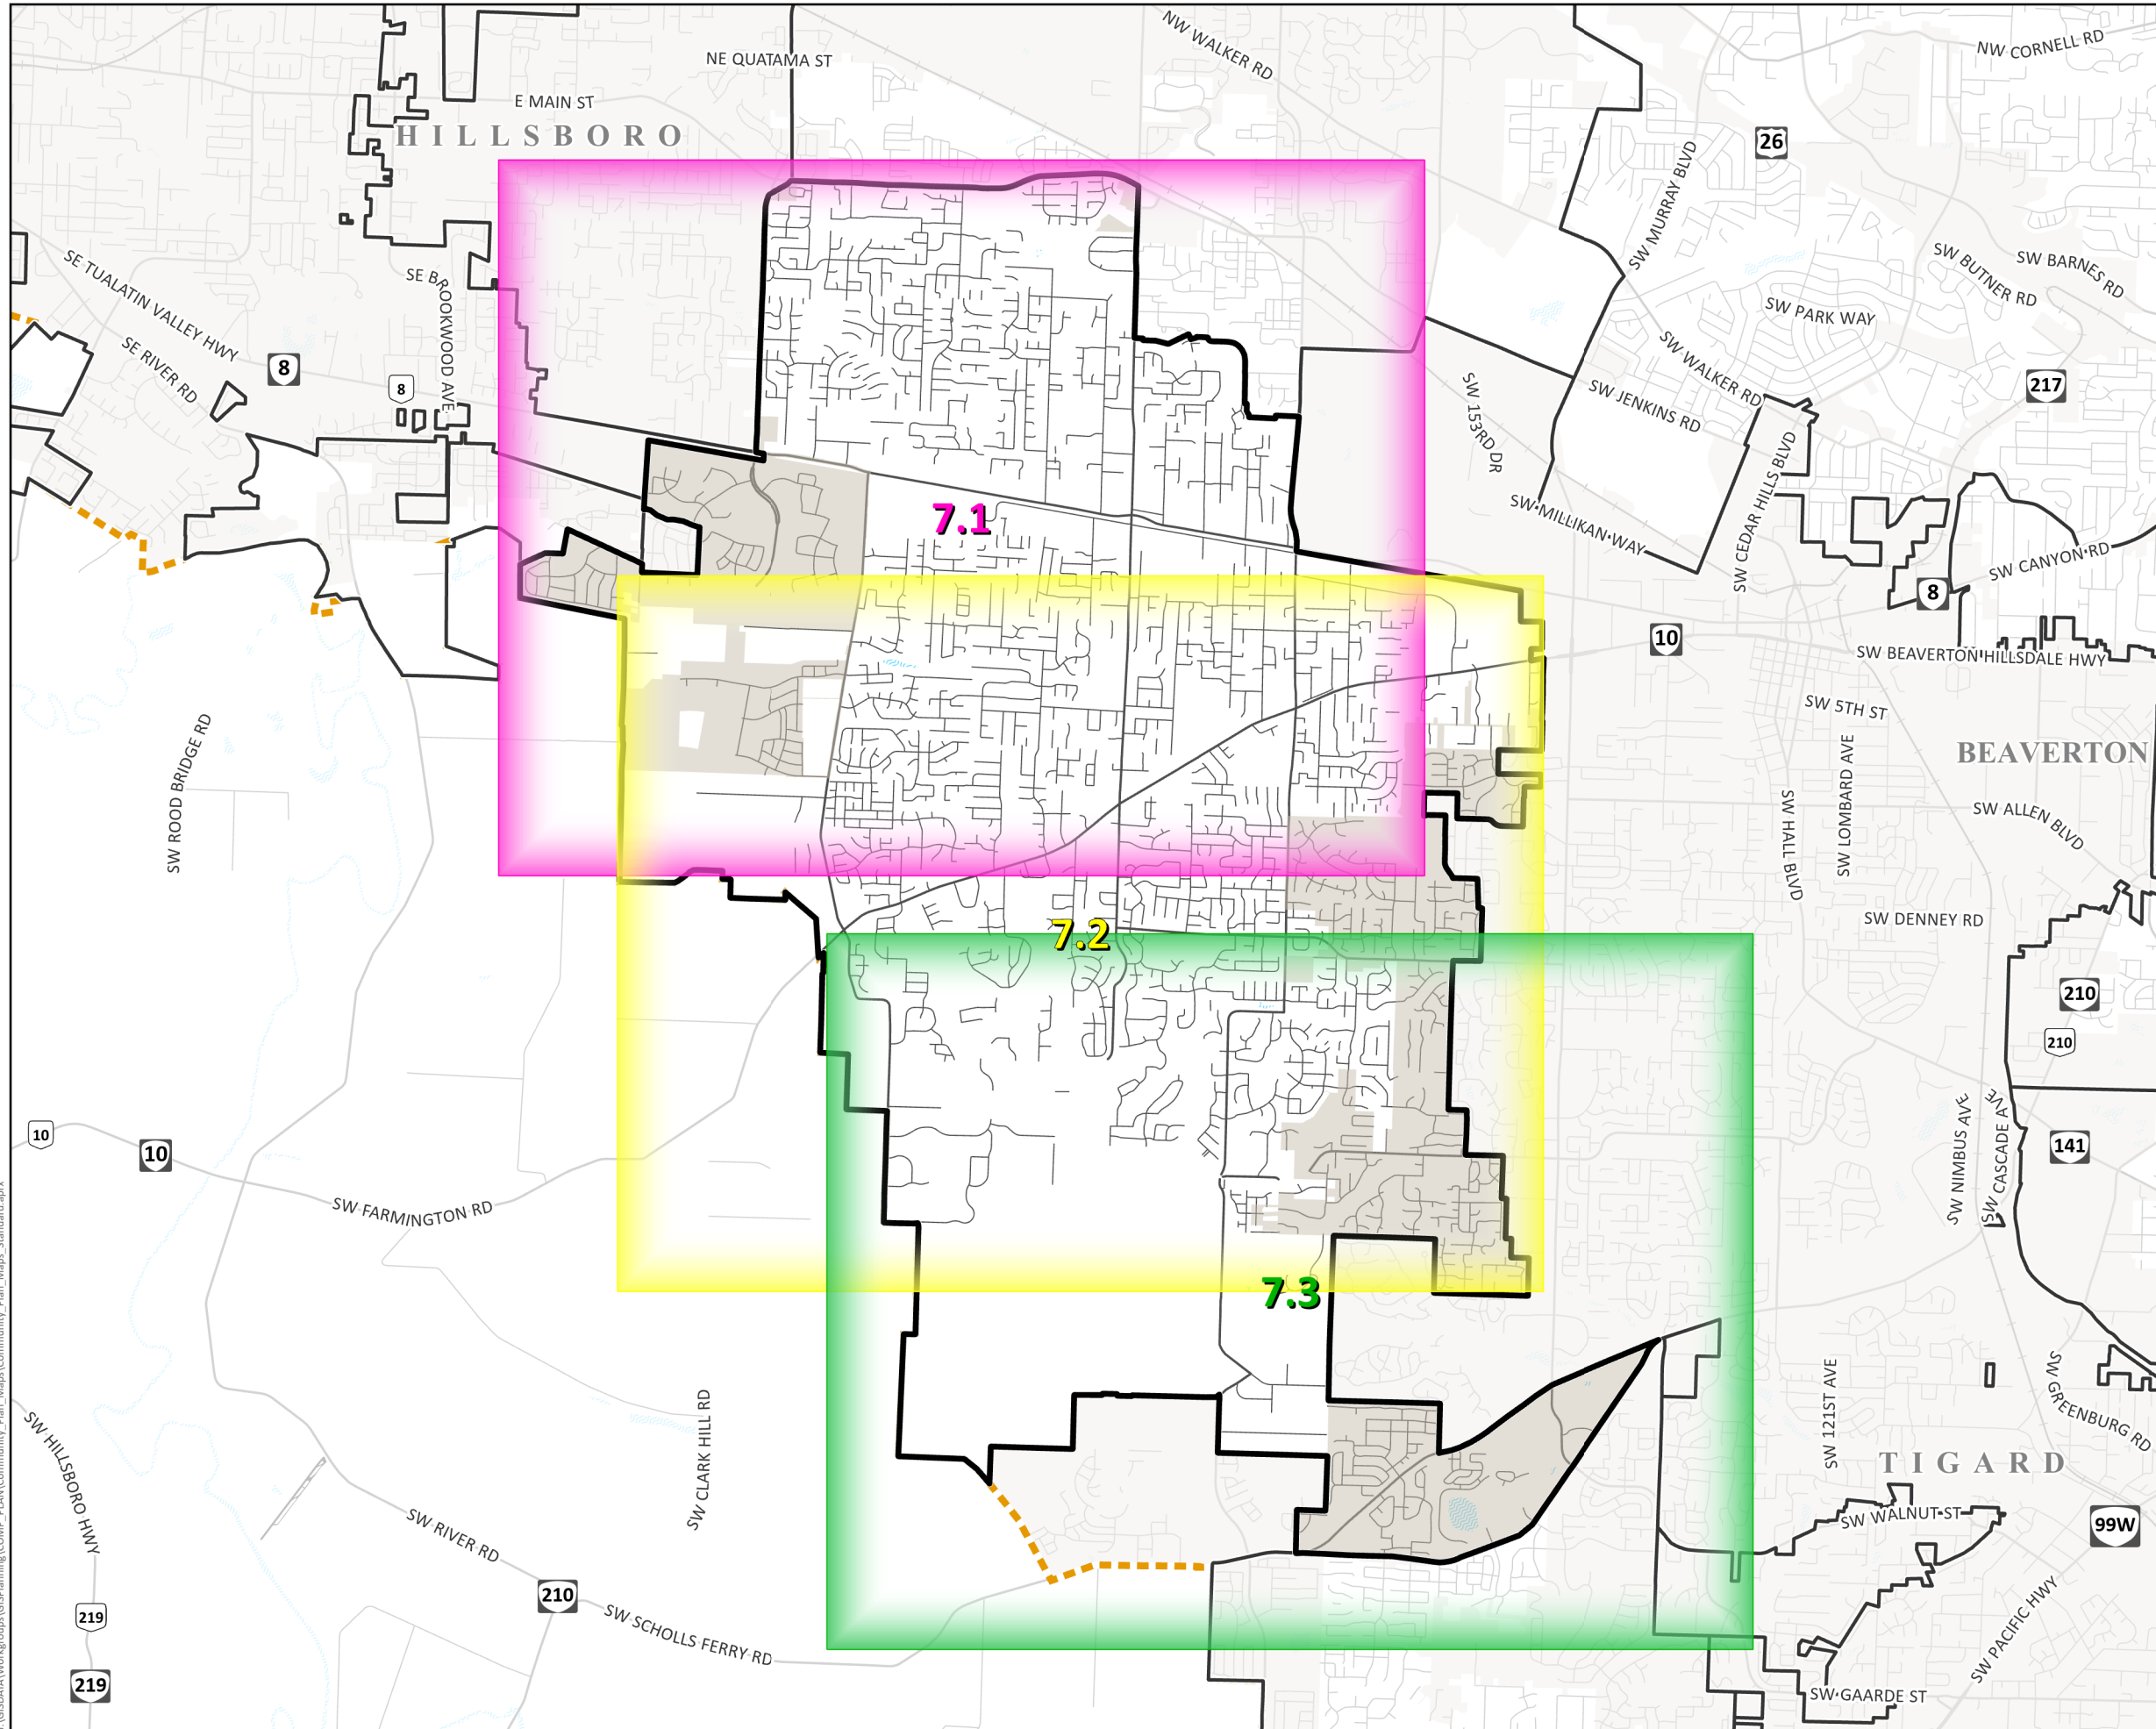 NW CORNELL RD
NW WALKER RD
NE QUATAMA ST
E MAIN ST
HILLSBORO
26
SW MURRAY BLVD
SW BARNES RD
SW BUTNER RD
SE TUALATIN VALLEY HWY
SE BROOKWOOD AVE
SW PARK WAY
SE RIVER RD
8
8
SW WALKER RD
217
SW JENKINS RD
SW 153RD DR
SW CEDAR HILLS BLVD
7.1
SW MILLIKAN WAY
SW CANYON RD
8
10
SW BEAVERTON HILLSDALE HWY
SW 5TH ST
BEAVERTON
SW ROOD BRIDGE RD
SW LOMBARD AVE
SW HALL BLVD
SW ALLEN BLVD
SW DENNEY RD
7.2
210
210
10
10
SW NIMBUS AVE
SW CASCADE AVE
141
SW FARMINGTON RD
7.3
SW CLARK HILL RD
SW 121ST AVE
SW GREENBURG RD
SW HILLSBORO HWY
TIGARD
SW WALNUT ST
99W
SW RIVER RD
210
219
SW SCHOLLS FERRY RD
SW PACIFIC HWY
219
SW GAARDE ST